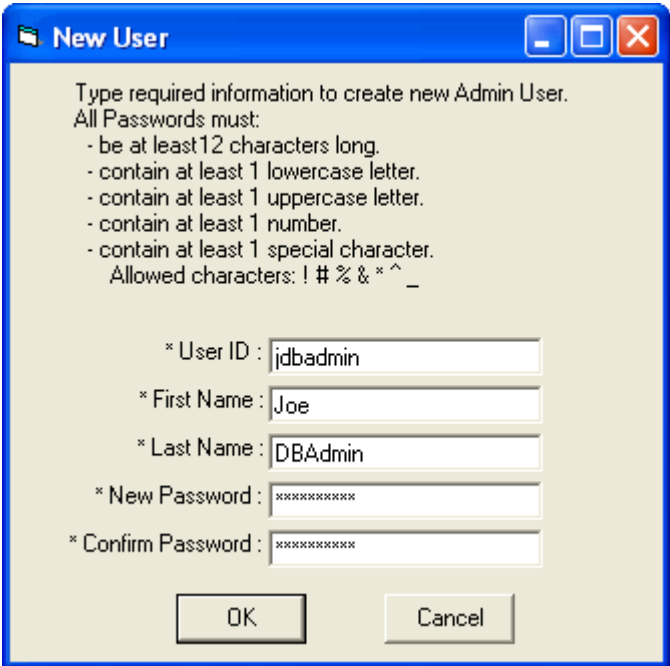 New User
Type required information to create new Admin User.
All Passwords must:
- be at least12 characters long.
- contain at least 1 lowercase letter.
- contain at least 1 uppercase letter.
- contain at least 1 number.
- contain at least 1 special character.
Allowed characters: ! # % & * ^ _
* User ID : jdbadmin
* First Name : Joe
* Last Name : DBAdmin
* New Password : **********
* Confirm Password : **********
OK Cancel